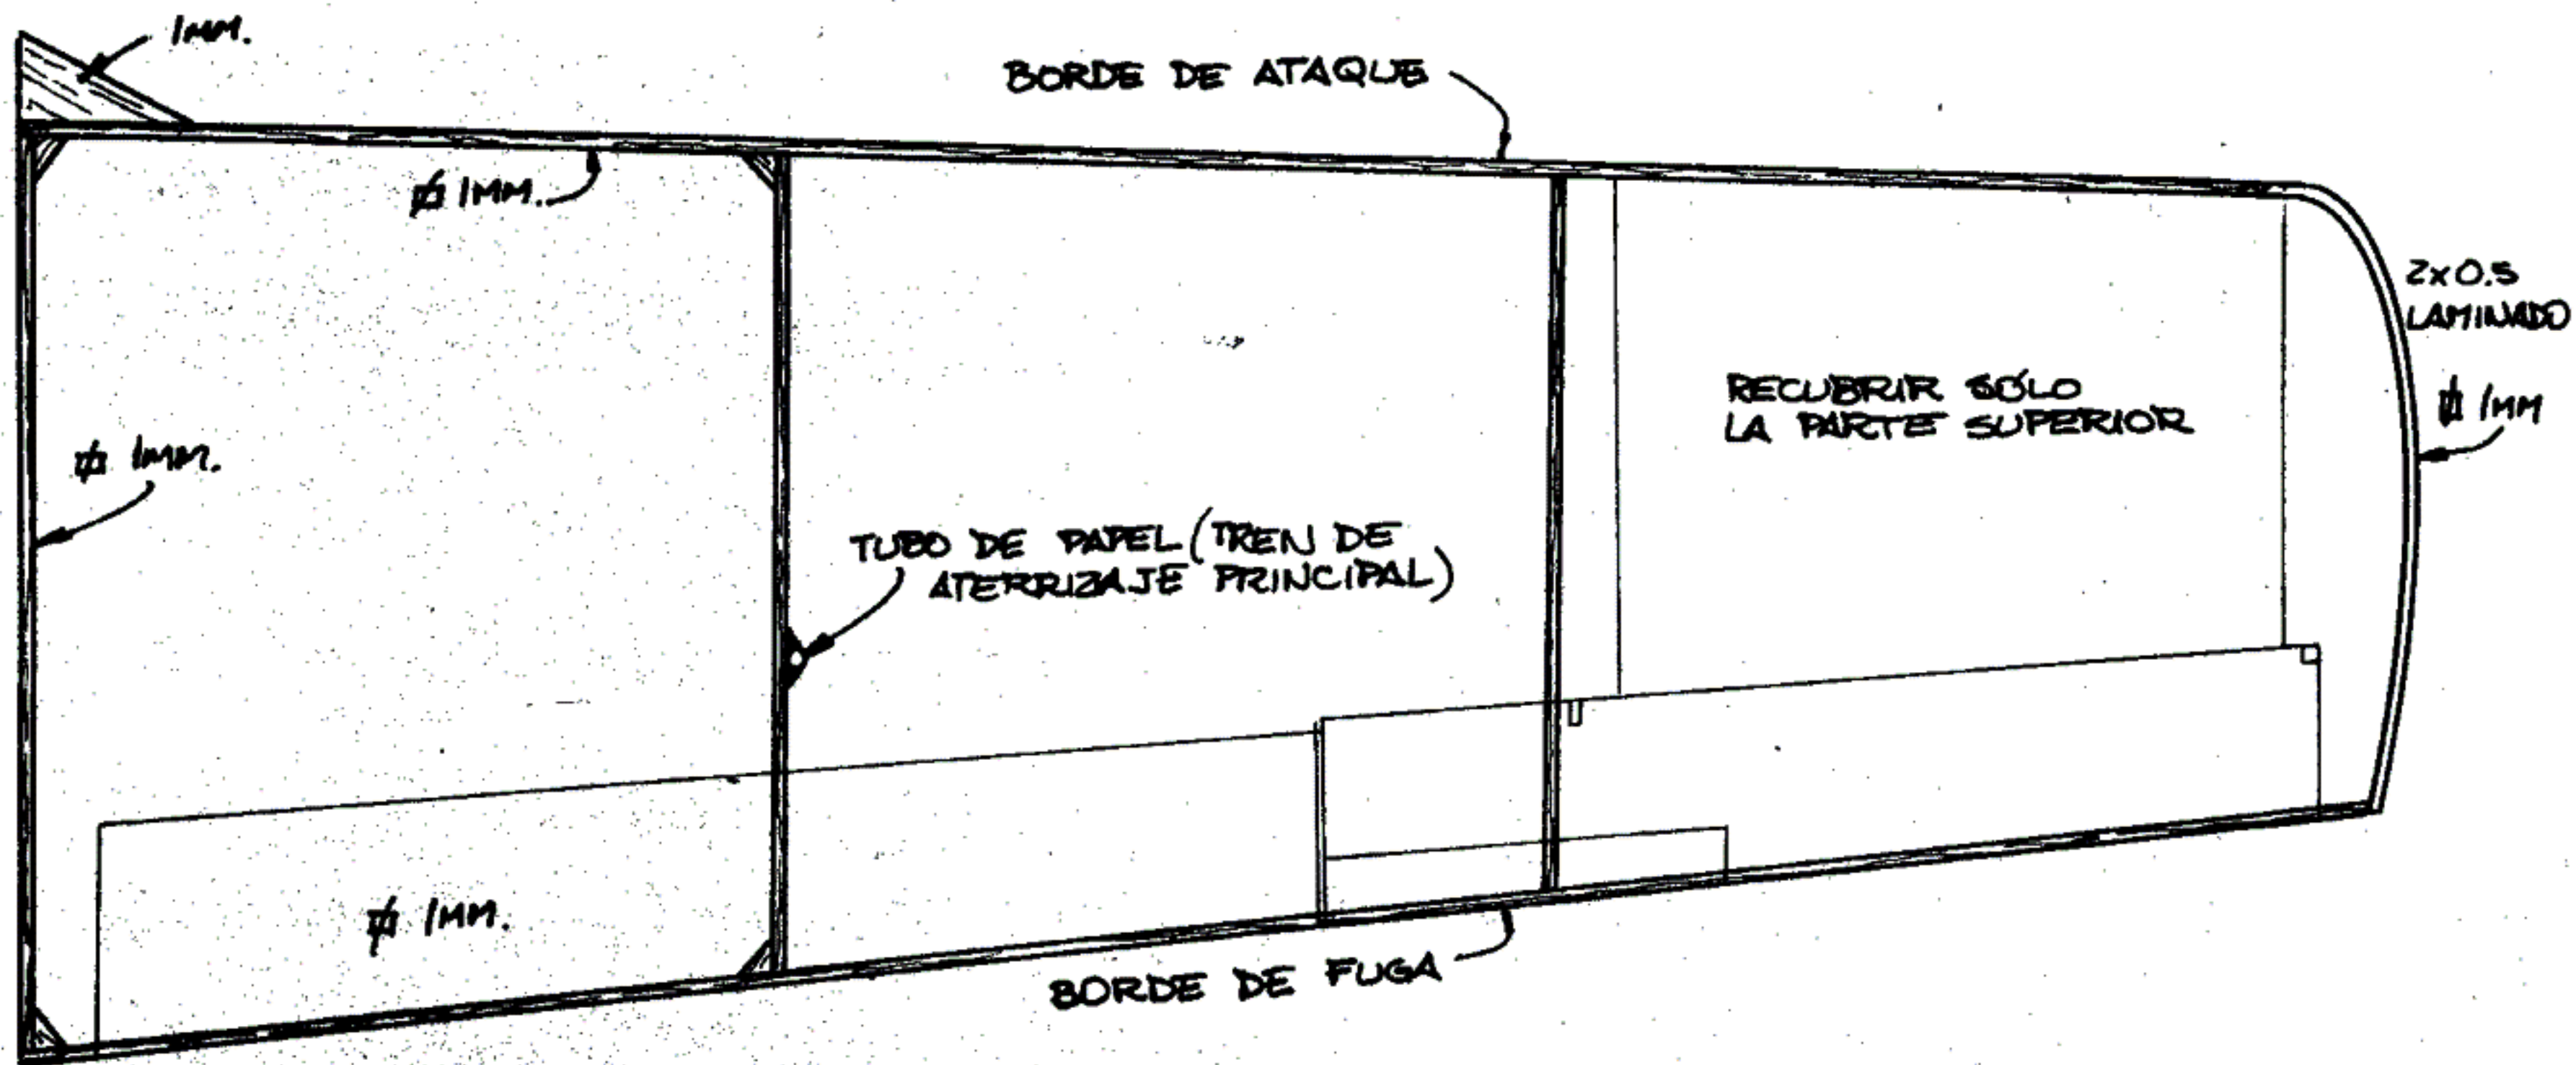 1MM.
BORDE DE ATAQUE
⌀ 1MM.
2x0.5
LAMINADO
RECUBRIR SÓLO
LA PARTE SUPERIOR
⌀ 1MM
⌀ 1MM.
TUBO DE PAPEL (TREN DE
ATERRIZAJE PRINCIPAL)
⌀ 1MM.
BORDE DE FUGA